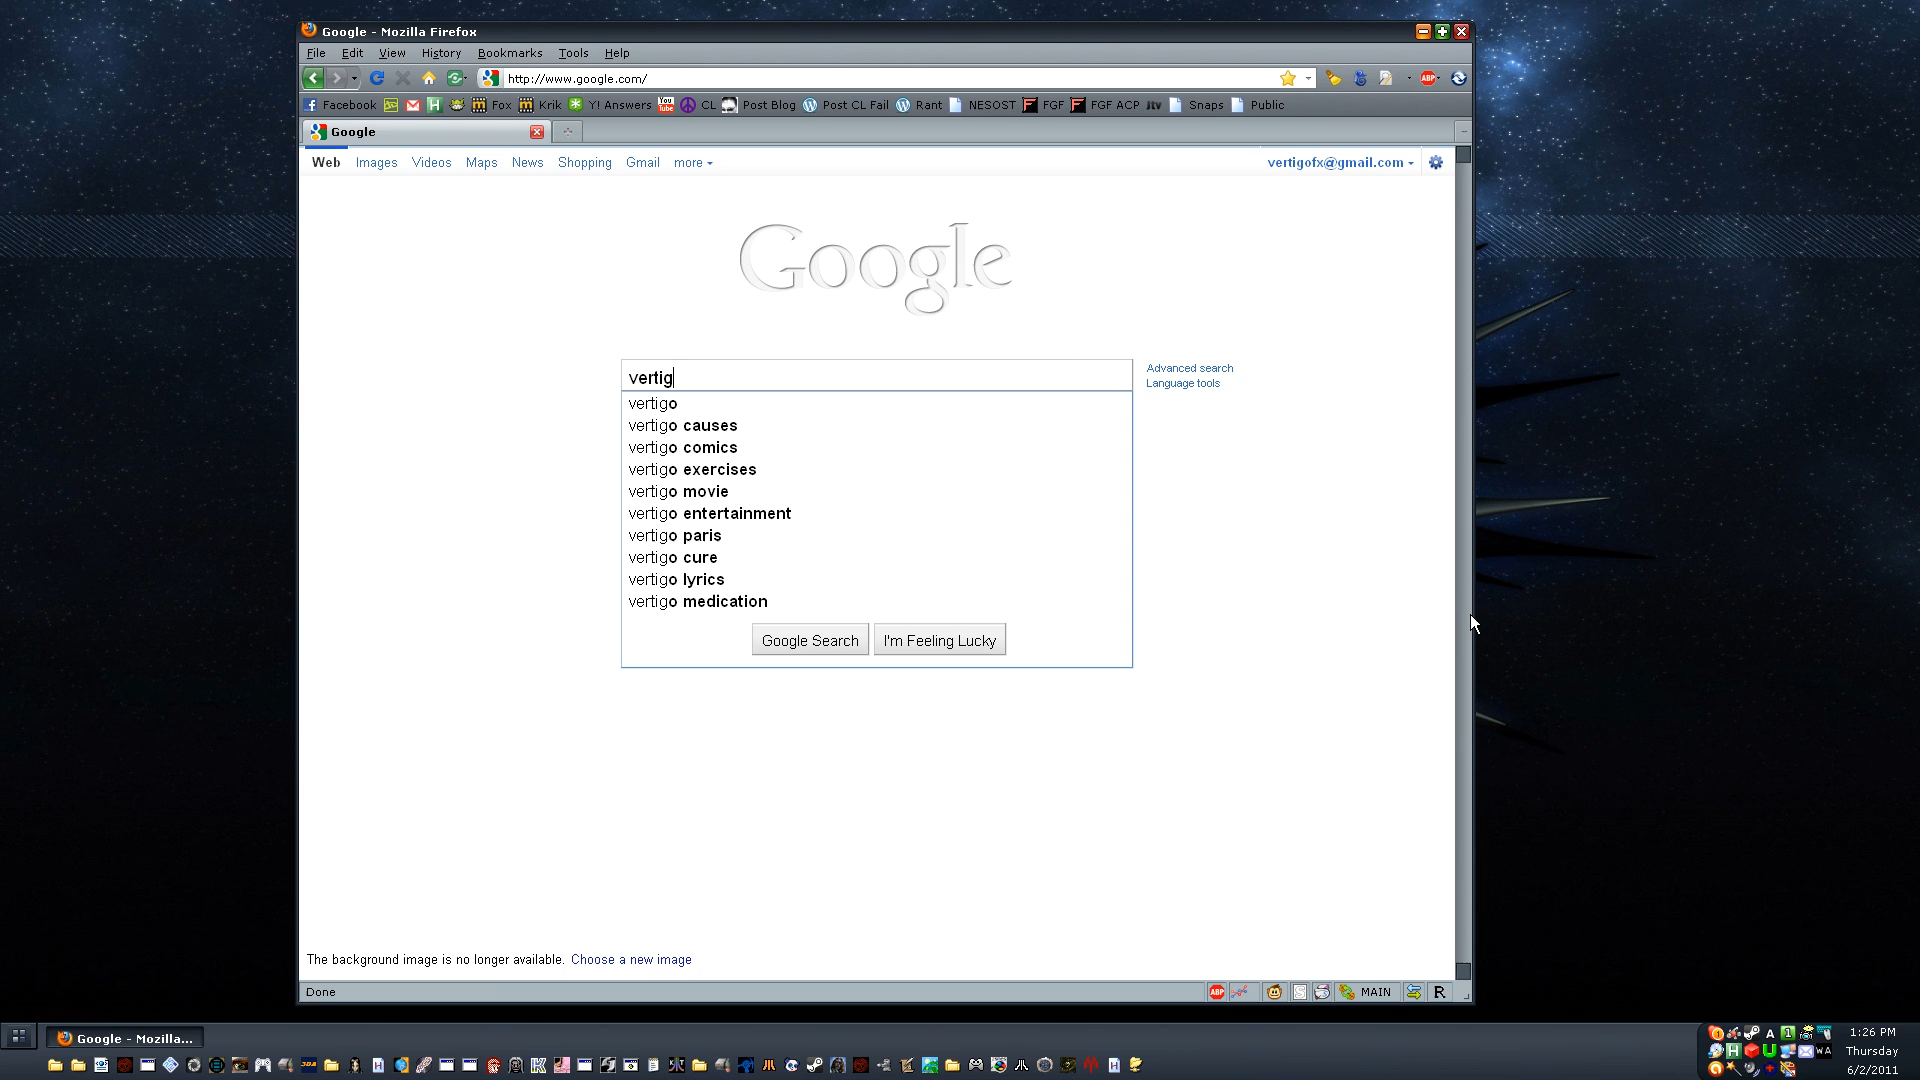 Google - Mozilla Firefox
File Edit View History Bookmarks Tools Help
http://www.google.com/
Facebook Fox Krik Y! Answers CL Post Blog Post CL Fail Rant NESOST FGF FGF ACP jtv Snaps Public
Google
Web Images Videos Maps News Shopping Gmail more vertigofx@gmail.com
Google
vertig
Advanced search
Language tools
vertigo
vertigo causes
vertigo comics
vertigo exercises
vertigo movie
vertigo entertainment
vertigo paris
vertigo cure
vertigo lyrics
vertigo medication
Google Search I'm Feeling Lucky
The background image is no longer available. Choose a new image
Done ABP MAIN R
Google - Mozilla...
1:26 PM
Thursday
6/2/2011